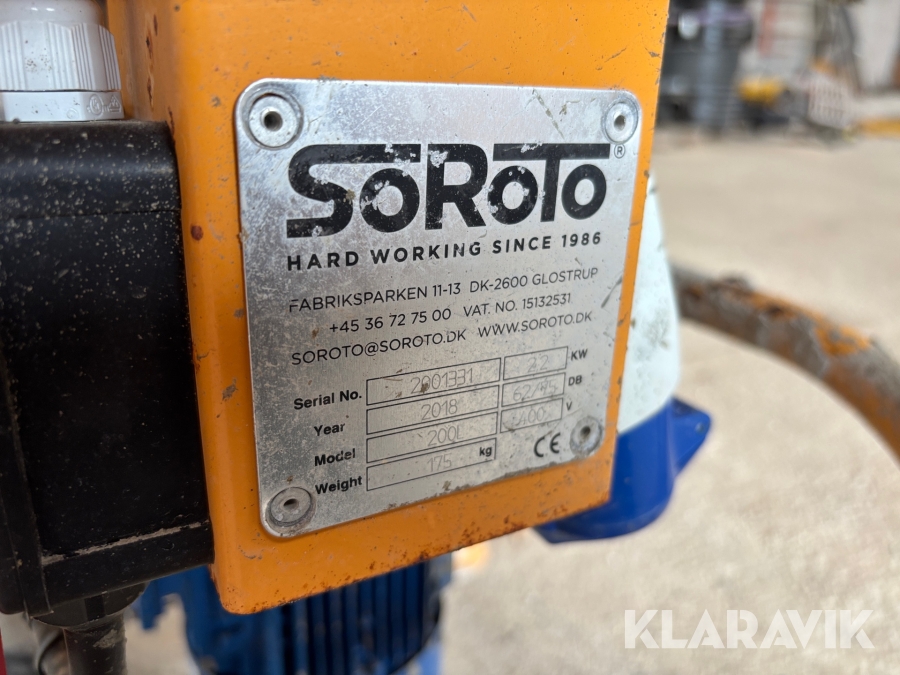 SoRoTo®
HARD WORKING SINCE 1986
FABRIKSPARKEN 11-13 DK-2600 GLOSTRUP
+45 36 72 75 00 VAT. NO. 15132531
SOROTO@SOROTO.DK WWW.SOROTO.DK
Serial No. 2001331 2.2 KW
Year 2018 DB
Model 200L V
Weight 175 kg CE
KLARAVIK